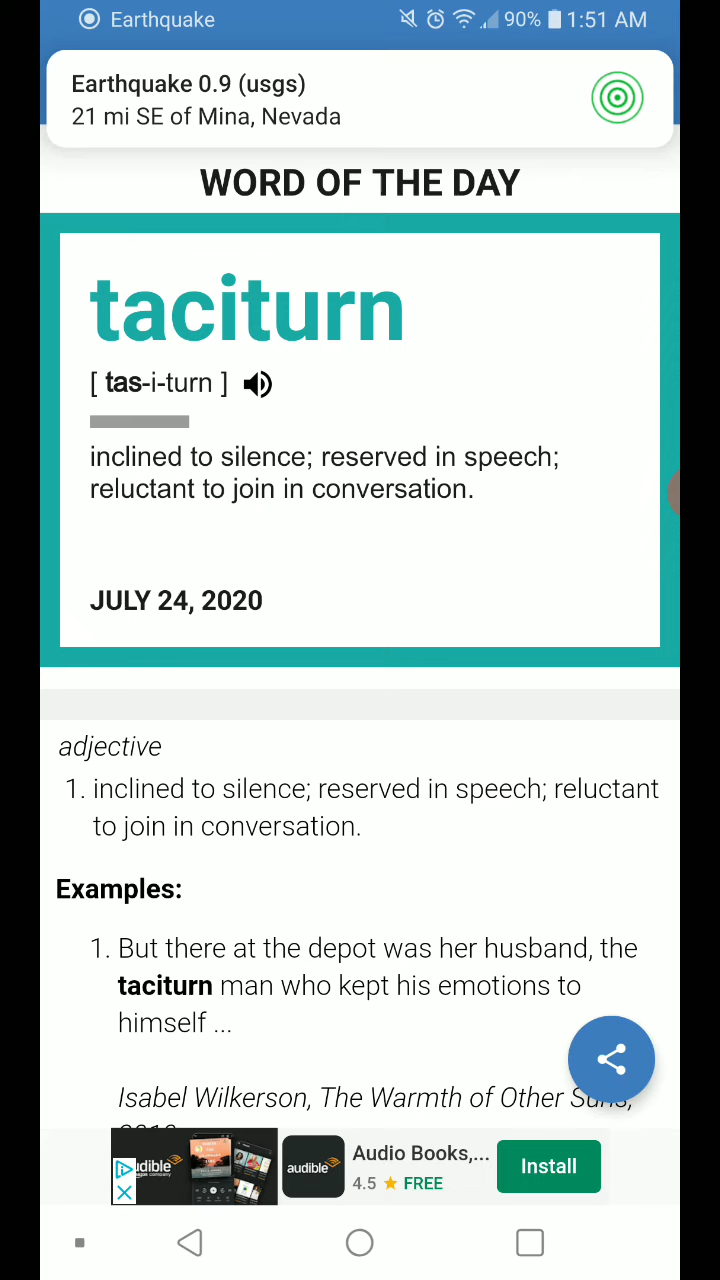 Earthquake
90% 1:51 AM
Earthquake 0.9 (usgs)
21 mi SE of Mina, Nevada
WORD OF THE DAY
taciturn
[ tas-i-turn ]
inclined to silence; reserved in speech;
reluctant to join in conversation.
JULY 24, 2020
adjective
1. inclined to silence; reserved in speech; reluctant
to join in conversation.
Examples:
1. But there at the depot was her husband, the
taciturn man who kept his emotions to
himself ...
Isabel Wilkerson, The Warmth of Other Suns,
audible
Audio Books,...
4.5 ★ FREE
Install